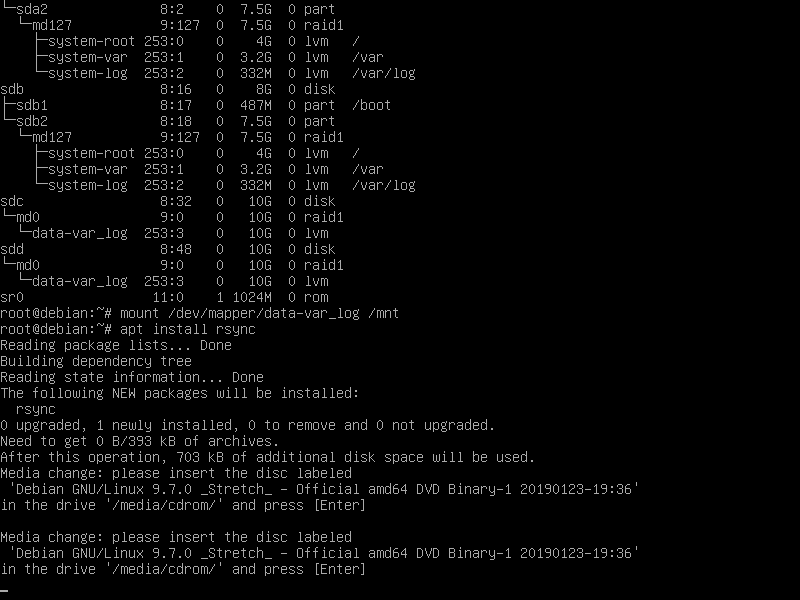 └─sda2              8:2    0  7.5G  0 part
  └─md127           9:127  0  7.5G  0 raid1
    ├─system-root 253:0    0    4G  0 lvm   /
    ├─system-var  253:1    0  3.2G  0 lvm   /var
    └─system-log  253:2    0  332M  0 lvm   /var/log
sdb                 8:16   0    8G  0 disk
├─sdb1              8:17   0  487M  0 part  /boot
└─sdb2              8:18   0  7.5G  0 part
  └─md127           9:127  0  7.5G  0 raid1
    ├─system-root 253:0    0    4G  0 lvm   /
    ├─system-var  253:1    0  3.2G  0 lvm   /var
    └─system-log  253:2    0  332M  0 lvm   /var/log
sdc                 8:32   0   10G  0 disk
└─md0               9:0    0   10G  0 raid1
  └─data-var_log  253:3    0   10G  0 lvm
sdd                 8:48   0   10G  0 disk
└─md0               9:0    0   10G  0 raid1
  └─data-var_log  253:3    0   10G  0 lvm
sr0                11:0    1 1024M  0 rom
root@debian:~# mount /dev/mapper/data-var_log /mnt
root@debian:~# apt install rsync
Reading package lists... Done
Building dependency tree
Reading state information... Done
The following NEW packages will be installed:
  rsync
0 upgraded, 1 newly installed, 0 to remove and 0 not upgraded.
Need to get 0 B/393 kB of archives.
After this operation, 703 kB of additional disk space will be used.
Media change: please insert the disc labeled
 'Debian GNU/Linux 9.7.0 _Stretch_ - Official amd64 DVD Binary-1 20190123-19:36'
in the drive '/media/cdrom/' and press [Enter]

Media change: please insert the disc labeled
 'Debian GNU/Linux 9.7.0 _Stretch_ - Official amd64 DVD Binary-1 20190123-19:36'
in the drive '/media/cdrom/' and press [Enter]